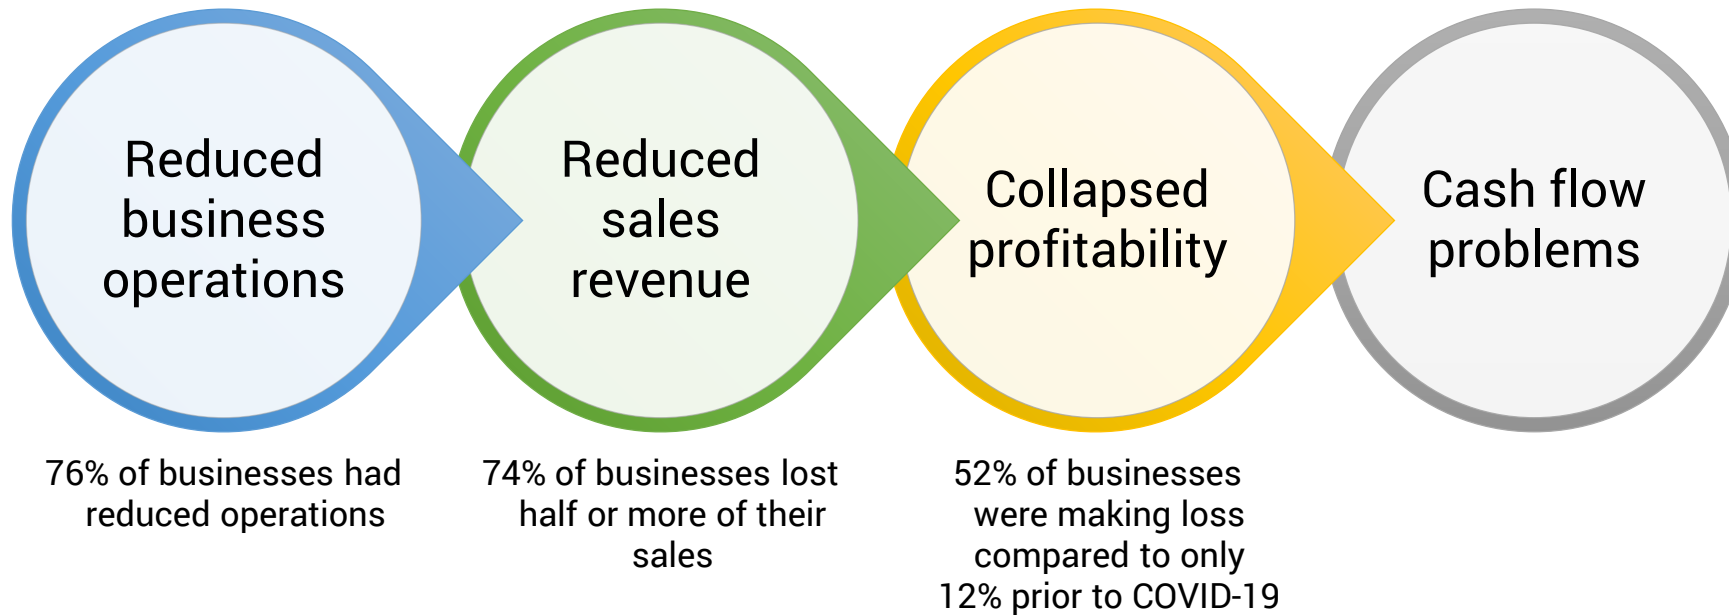 Reduced
business
operations
Reduced
sales
revenue
Collapsed
profitability
Cash flow
problems
76% of businesses had
reduced operations
74% of businesses lost
half or more of their
sales
52% of businesses
were making loss
compared to only
12% prior to COVID-19